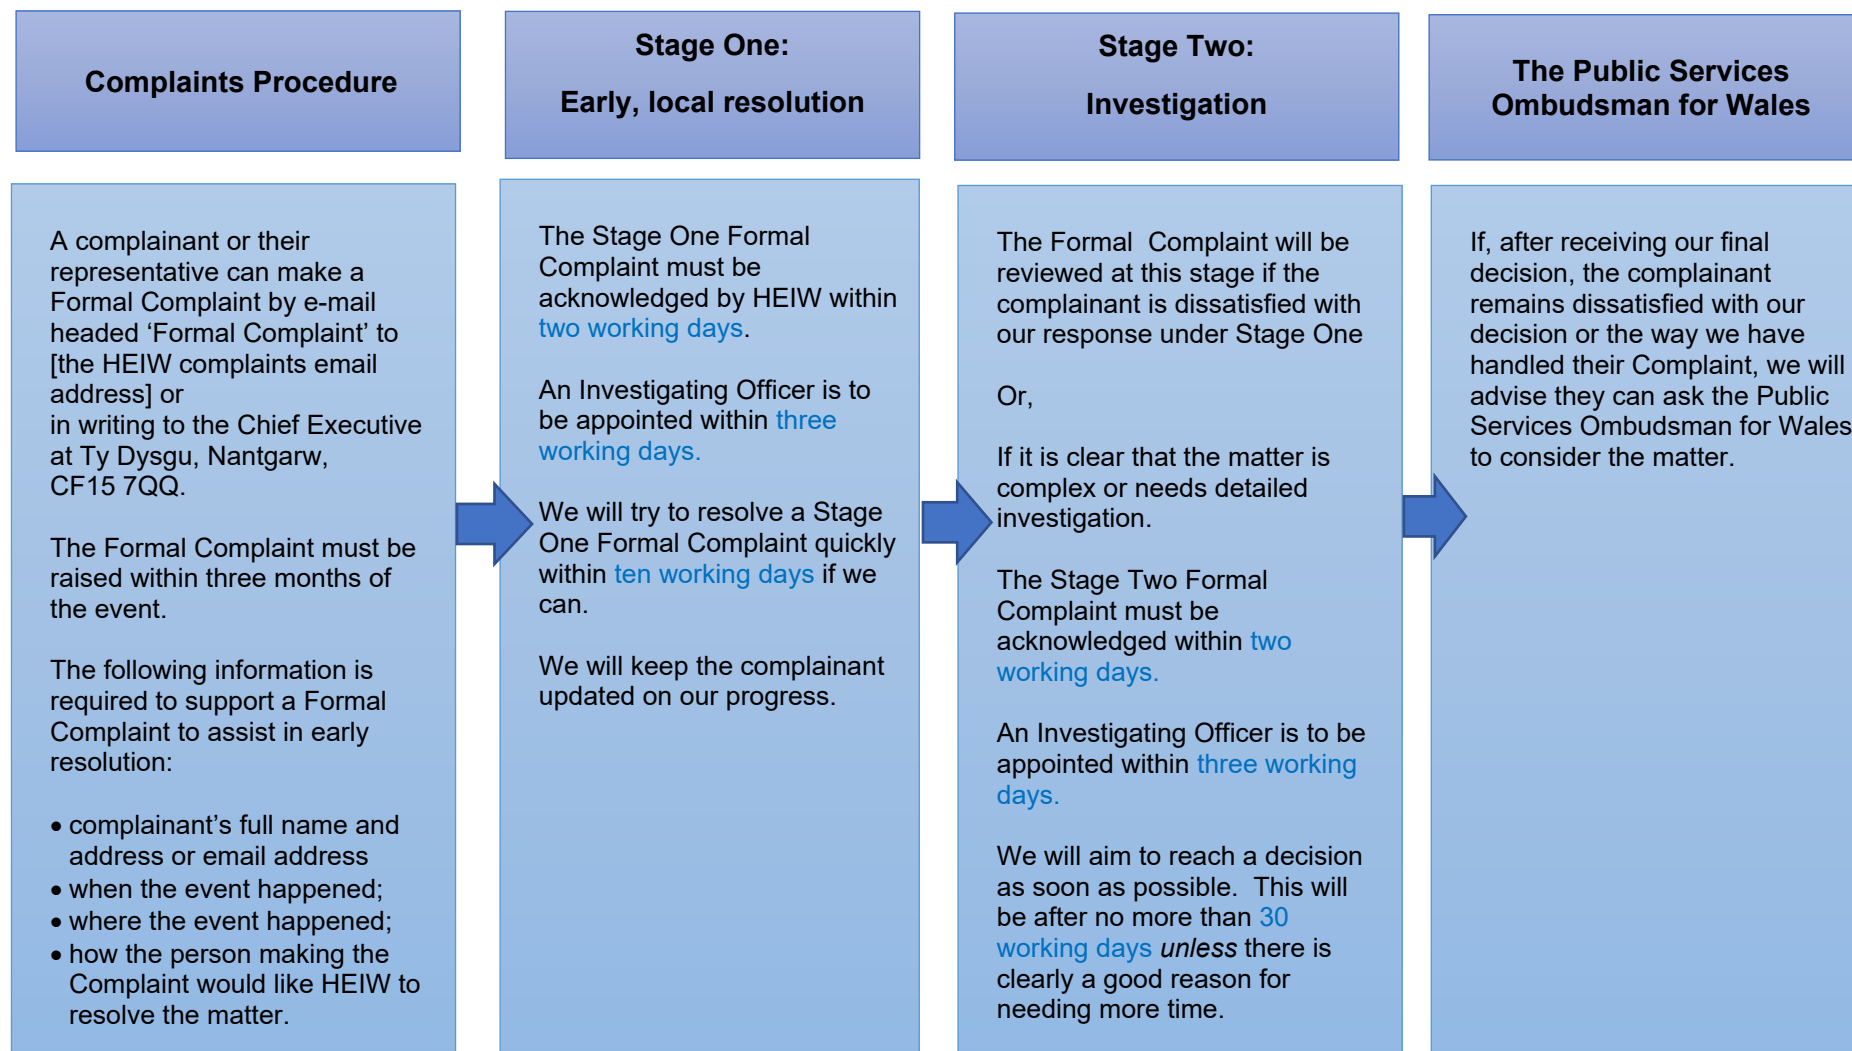 Complaints Procedure
A complainant or their
representative can make a
Formal Complaint by e-mail
headed ‘Formal Complaint’ to
[the HEIW complaints email
address] or
in writing to the Chief Executive
at Ty Dysgu, Nantgarw,
CF15 7QQ.
The Formal Complaint must be
raised within three months of
the event.
The following information is
required to support a Formal
Complaint to assist in early
resolution:
• complainant’s full name and
address or email address
• when the event happened;
• where the event happened;
• how the person making the
Complaint would like HEIW to
resolve the matter.
Stage One:
Early, local resolution
The Stage One Formal
Complaint must be
acknowledged by HEIW within
two working days.
An Investigating Officer is to
be appointed within three
working days.
We will try to resolve a Stage
One Formal Complaint quickly
within ten working days if we
can.
We will keep the complainant
updated on our progress.
Stage Two:
Investigation
The Formal  Complaint will be
reviewed at this stage if the
complainant is dissatisfied with
our response under Stage One
Or,
If it is clear that the matter is
complex or needs detailed
investigation.
The Stage Two Formal
Complaint must be
acknowledged within two
working days.
An Investigating Officer is to be
appointed within three working
days.
We will aim to reach a decision
as soon as possible.  This will
be after no more than 30
working days unless there is
clearly a good reason for
needing more time.
The Public Services
Ombudsman for Wales
If, after receiving our final
decision, the complainant
remains dissatisfied with our
decision or the way we have
handled their Complaint, we will
advise they can ask the Public
Services Ombudsman for Wales
to consider the matter.